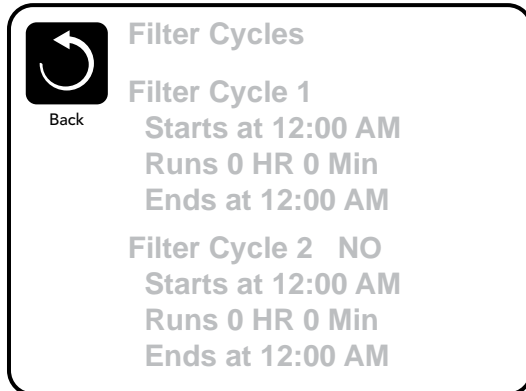 Filter Cycles
Back
Filter Cycle 1
Starts at 12:00 AM
Runs 0 HR 0 Min
Ends at 12:00 AM
Filter Cycle 2   NO
Starts at 12:00 AM
Runs 0 HR 0 Min
Ends at 12:00 AM